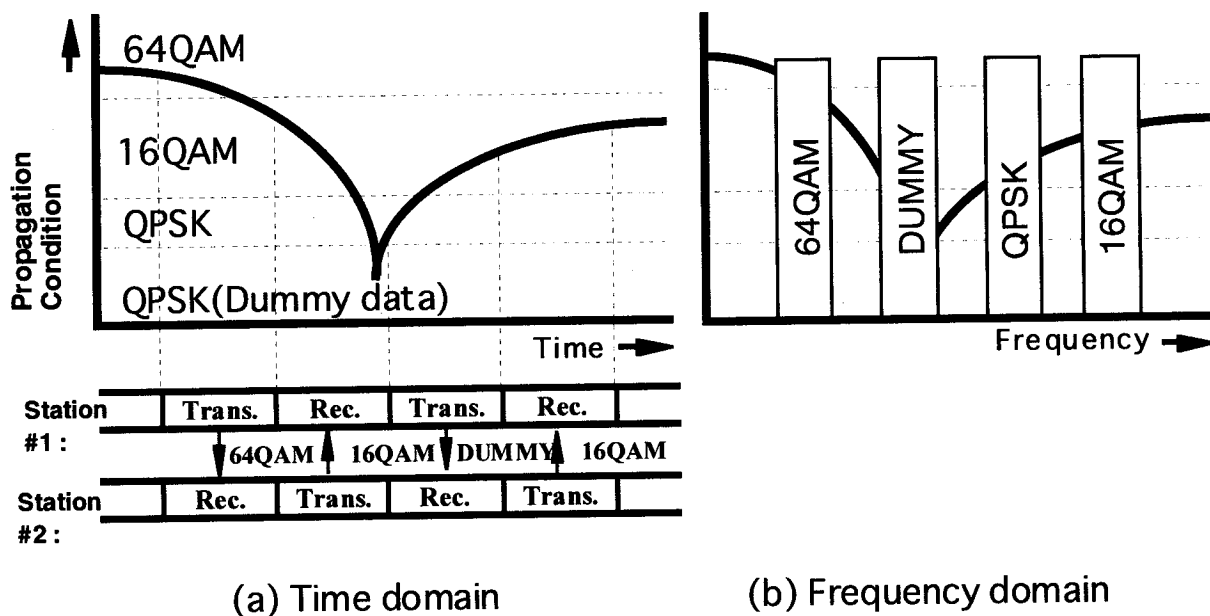 64QAM
16QAM
QPSK
QPSK(Dummy data)
Propagation
Condition
Time
Station
#1 :
Trans.
Rec.
Trans.
Rec.
64QAM
16QAM
DUMMY
16QAM
Station
#2 :
Rec.
Trans.
Rec.
Trans.
(a) Time domain
64QAM
DUMMY
QPSK
16QAM
Frequency
(b) Frequency domain